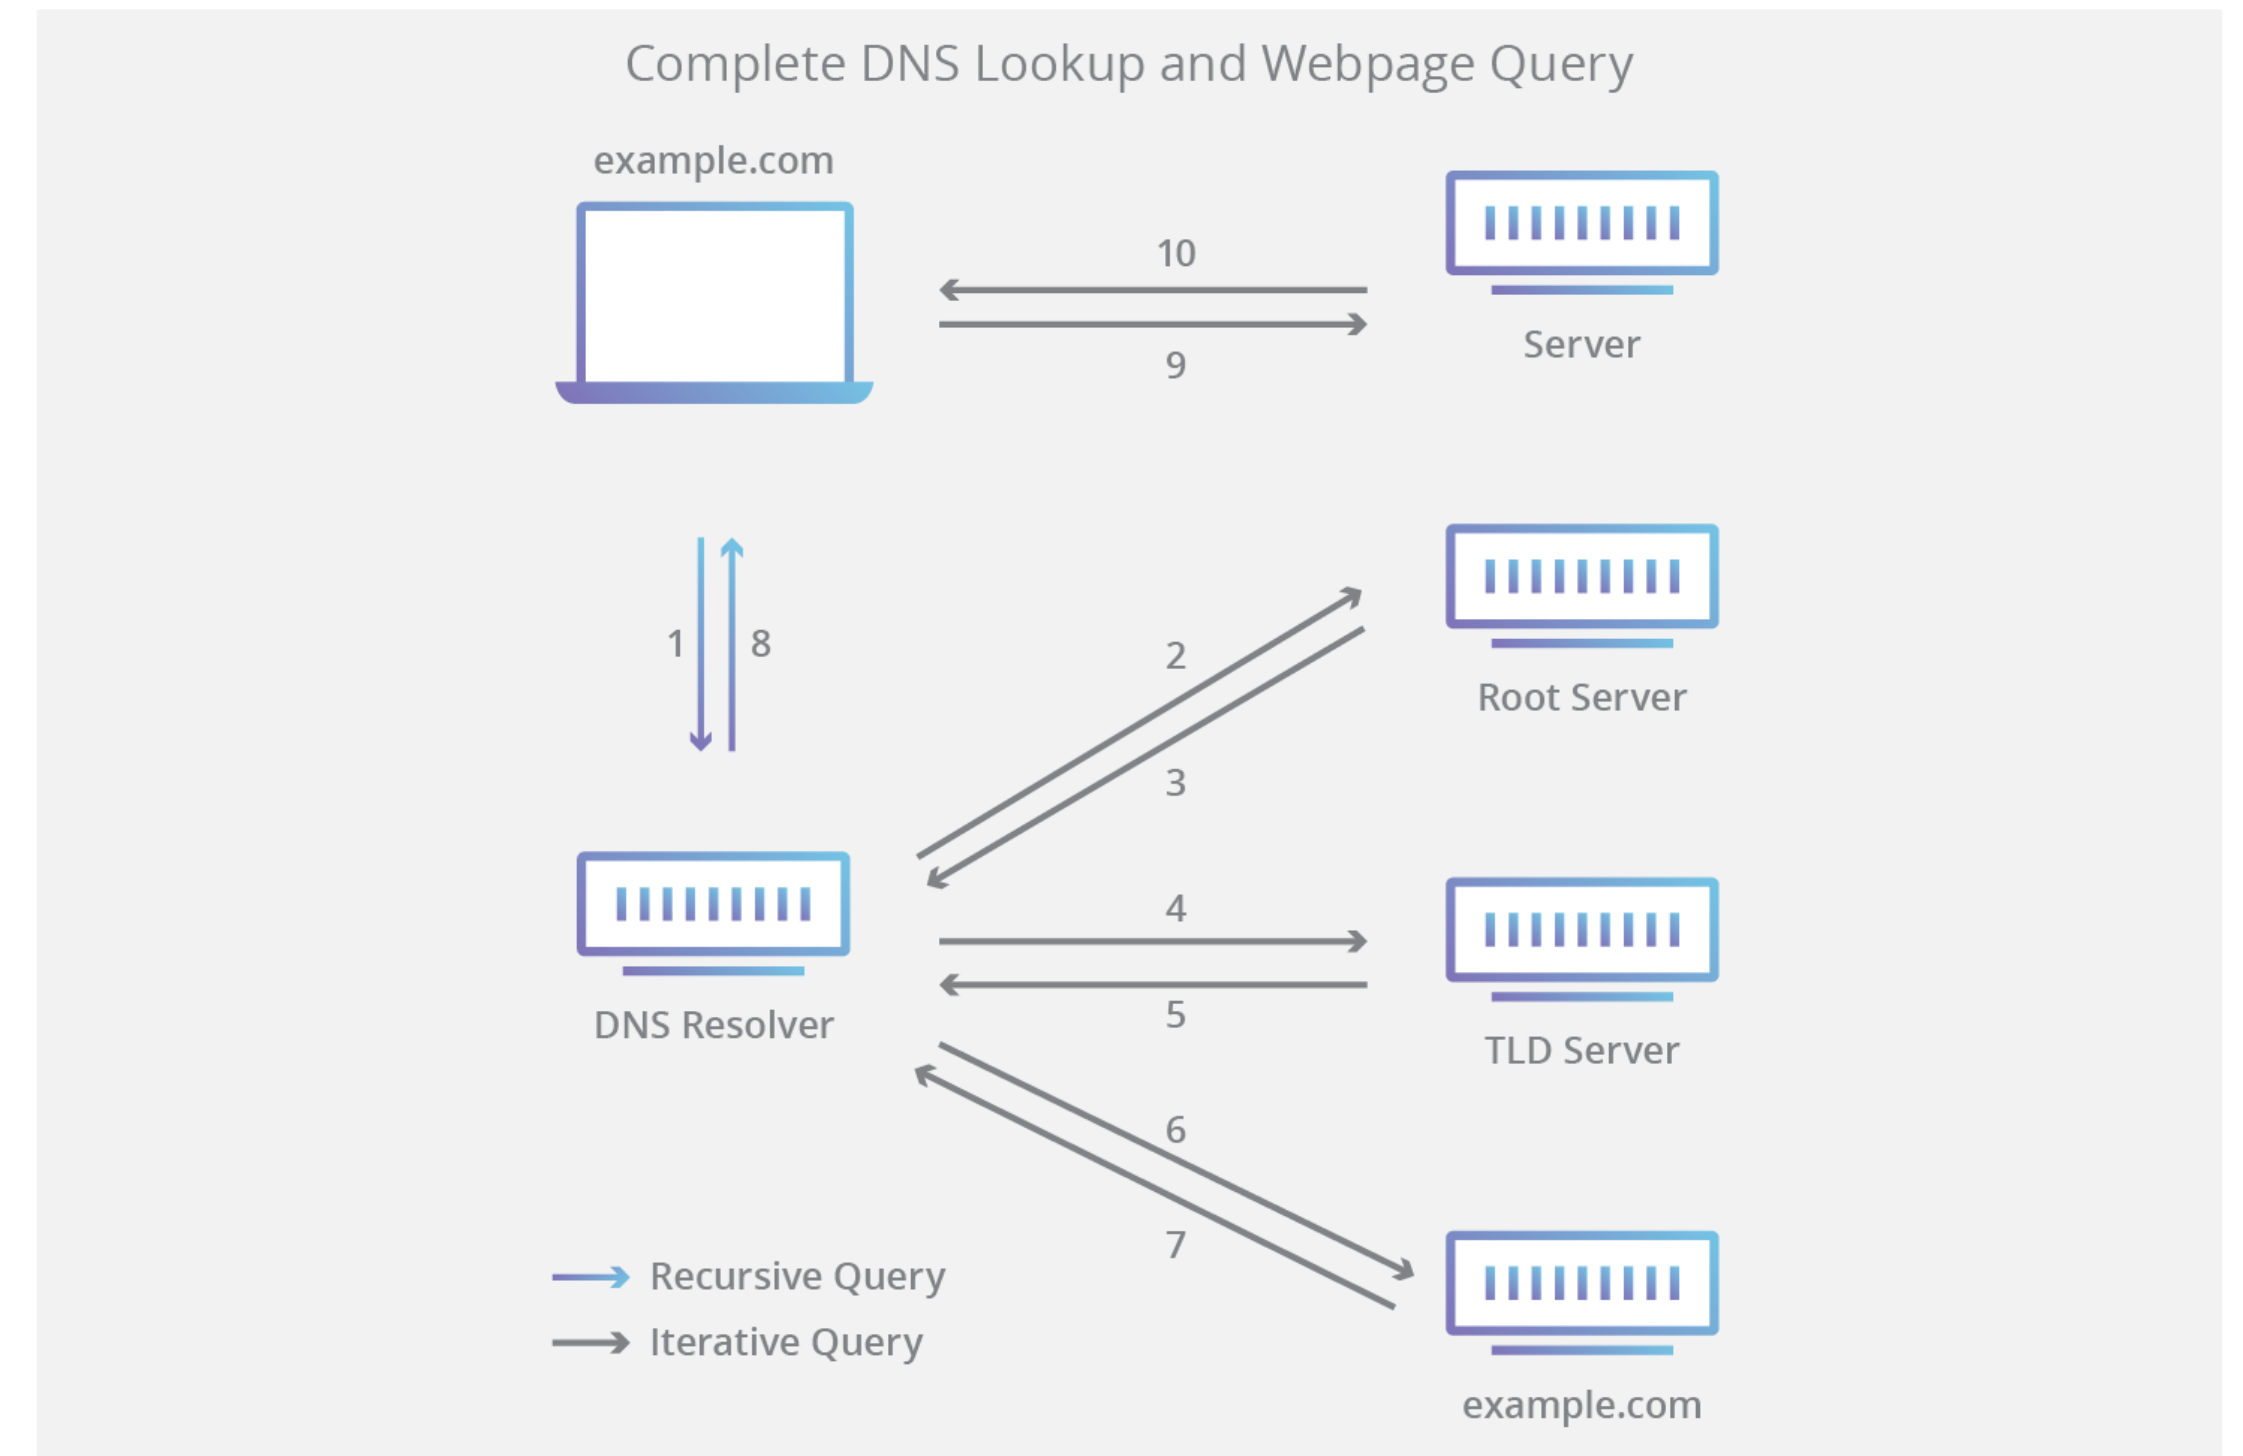 Complete DNS Lookup and Webpage Query
example.com
10
9
Server
1
8
2
3
Root Server
DNS Resolver
4
5
TLD Server
6
7
Recursive Query
Iterative Query
example.com